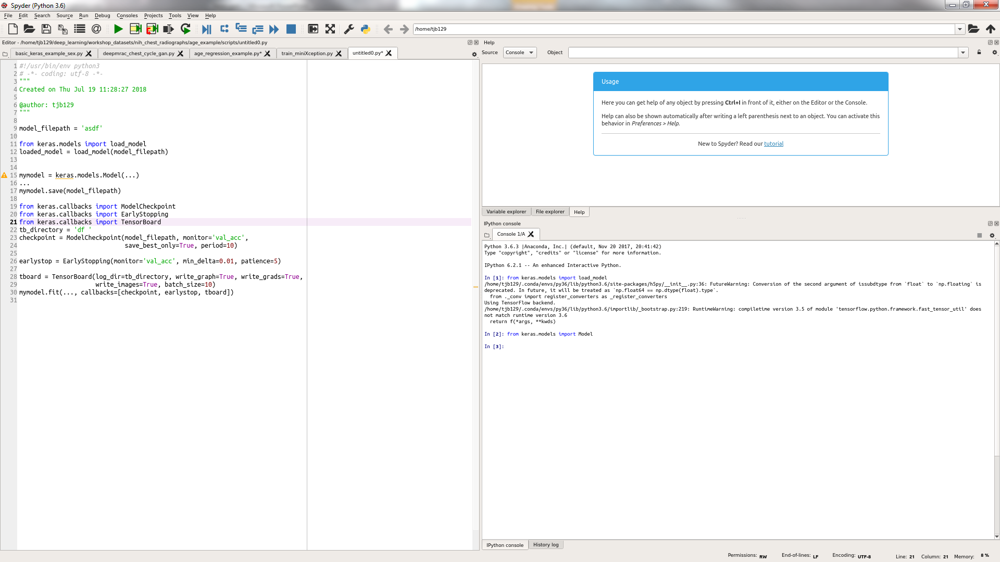 Spyder (Python 3.6)
File Edit Search Source Run Debug Consoles Projects Tools View Help
/home/tjb129
Editor - /home/tjb129/deep_learning/workshop_datasets/nih_chest_radiographs/age_example/scripts/untitled0.py
basic_keras_example_sex.py deepmrac_chest_cycle_gan.py age_regression_example.py* train_miniXception.py untitled0.py*
1 #!/usr/bin/env python3
2 # -*- coding: utf-8 -*-
3 """
4 Created on Thu Jul 19 11:28:27 2018
5
6 @author: tjb129
7 """
8
9 model_filepath = 'asdf'
10
11 from keras.models import load_model
12 loaded_model = load_model(model_filepath)
13
14
15 mymodel = keras.models.Model(...)
16 ...
17 mymodel.save(model_filepath)
18
19 from keras.callbacks import ModelCheckpoint
20 from keras.callbacks import EarlyStopping
21 from keras.callbacks import TensorBoard
22 tb_directory = 'df '
23 checkpoint = ModelCheckpoint(model_filepath, monitor='val_acc',
24 save_best_only=True, period=10)
25
26 earlystop = EarlyStopping(monitor='val_acc', min_delta=0.01, patience=5)
27
28 tboard = TensorBoard(log_dir=tb_directory, write_graph=True, write_grads=True,
29 write_images=True, batch_size=10)
30 mymodel.fit(..., callbacks=[checkpoint, earlystop, tboard])
31
Help
Source Console Object
Usage
Here you can get help of any object by pressing Ctrl+I in front of it, either on the Editor or the Console.
Help can also be shown automatically after writing a left parenthesis next to an object. You can activate this
behavior in Preferences > Help.
New to Spyder? Read our tutorial
Variable explorer File explorer Help
IPython console
Console 1/A
Python 3.6.3 |Anaconda, Inc.| (default, Nov 20 2017, 20:41:42)
Type "copyright", "credits" or "license" for more information.
IPython 6.2.1 -- An enhanced Interactive Python.
In [1]: from keras.models import load_model
/home/tjb129/.conda/envs/py36/lib/python3.6/site-packages/h5py/__init__.py:36: FutureWarning: Conversion of the second argument of issubdtype from `float` to `np.floating` is
deprecated. In future, it will be treated as `np.float64 == np.dtype(float).type`.
from ._conv import register_converters as _register_converters
Using TensorFlow backend.
/home/tjb129/.conda/envs/py36/lib/python3.6/importlib/_bootstrap.py:219: RuntimeWarning: compiletime version 3.5 of module 'tensorflow.python.framework.fast_tensor_util' does
not match runtime version 3.6
return f(*args, **kwds)
In [2]: from keras.models import Model
In [3]:
IPython console History log
Permissions: RW End-of-lines: LF Encoding: UTF-8 Line: 21 Column: 21 Memory: 8 %